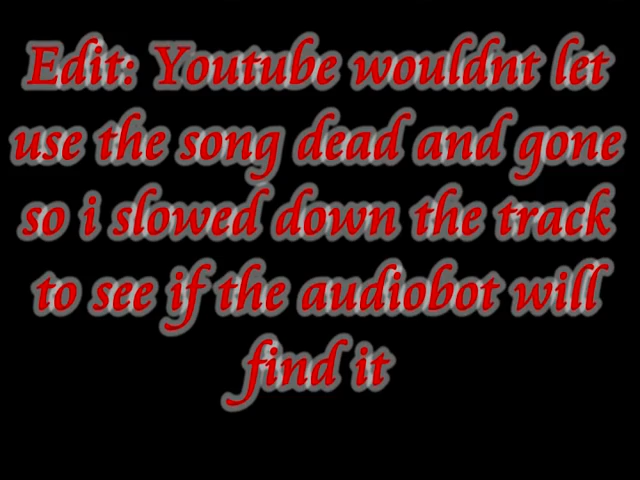 Edit: Youtube wouldnt let
use the song dead and gone
so i slowed down the track
to see if the audiobot will
find it